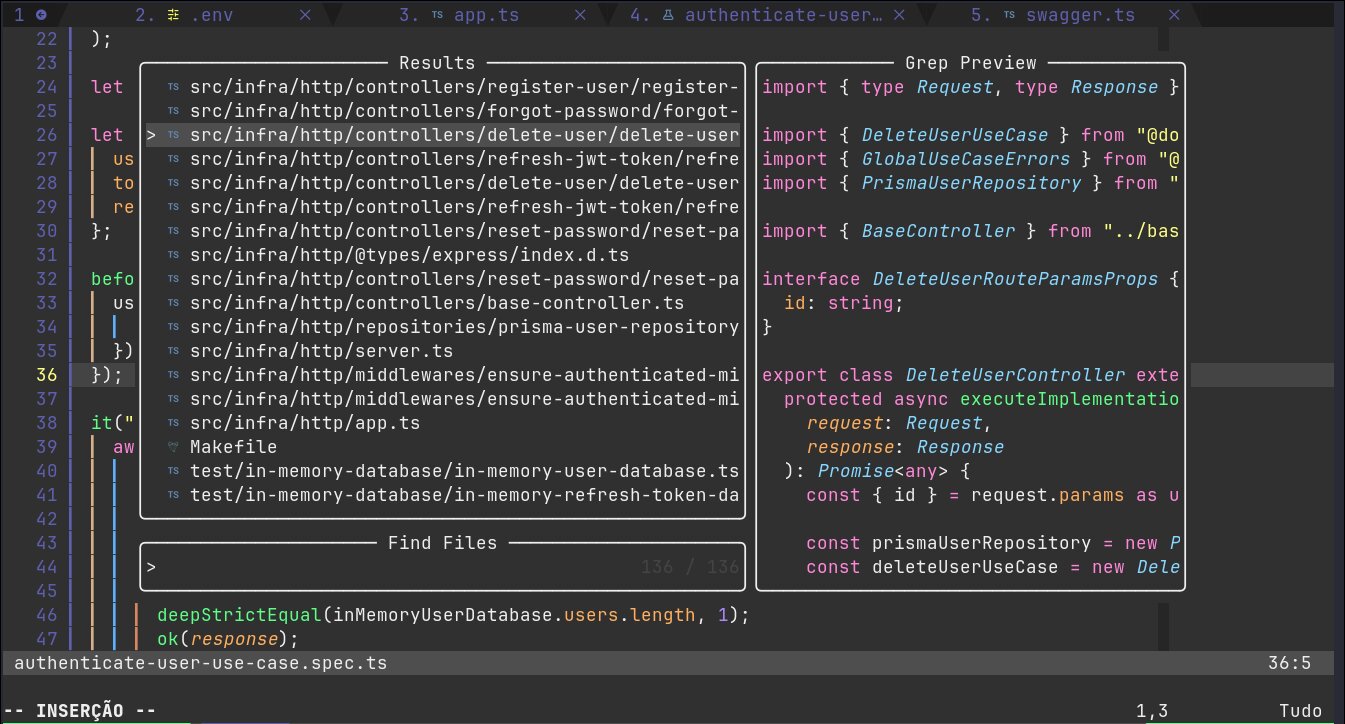 1 2. .env × 3. TS app.ts × 4. authenticate-user… × 5. TS swagger.ts ×
22 );
23
24 let
25
26 let
27 us
28 to
29 re
30 };
31
32 befo
33 us
34
35 })
36 });
37
38 it("
39 aw
40
41
42
43
44
45
46 deepStrictEqual(inMemoryUserDatabase.users.length, 1);
47 ok(response);
Results
TS src/infra/http/controllers/register-user/register-
TS src/infra/http/controllers/forgot-password/forgot-
> TS src/infra/http/controllers/delete-user/delete-user
TS src/infra/http/controllers/refresh-jwt-token/refre
TS src/infra/http/controllers/delete-user/delete-user
TS src/infra/http/controllers/refresh-jwt-token/refre
TS src/infra/http/controllers/reset-password/reset-pa
TS src/infra/http/@types/express/index.d.ts
TS src/infra/http/controllers/reset-password/reset-pa
TS src/infra/http/controllers/base-controller.ts
TS src/infra/http/repositories/prisma-user-repository
TS src/infra/http/server.ts
TS src/infra/http/middlewares/ensure-authenticated-mi
TS src/infra/http/middlewares/ensure-authenticated-mi
TS src/infra/http/app.ts
Makefile
TS test/in-memory-database/in-memory-user-database.ts
TS test/in-memory-database/in-memory-refresh-token-da
Find Files
> 136 / 136
Grep Preview
import { type Request, type Response }
import { DeleteUserUseCase } from "@do
import { GlobalUseCaseErrors } from "@
import { PrismaUserRepository } from "
import { BaseController } from "../bas
interface DeleteUserRouteParamsProps {
id: string;
}
export class DeleteUserController exte
protected async executeImplementatio
request: Request,
response: Response
): Promise<any> {
const { id } = request.params as u
const prismaUserRepository = new P
const deleteUserUseCase = new Dele
authenticate-user-use-case.spec.ts 36:5
-- INSERÇÃO -- 1,3 Tudo